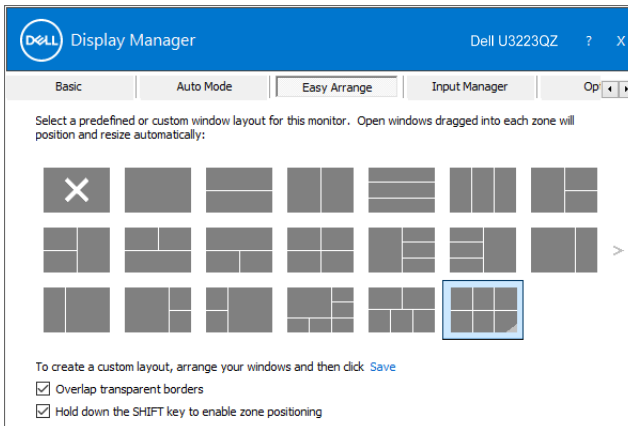 DELL Display Manager Dell U3223QZ ? X
Basic Auto Mode Easy Arrange Input Manager Op
Select a predefined or custom window layout for this monitor. Open windows dragged into each zone will
position and resize automatically:
To create a custom layout, arrange your windows and then click Save
Overlap transparent borders
Hold down the SHIFT key to enable zone positioning